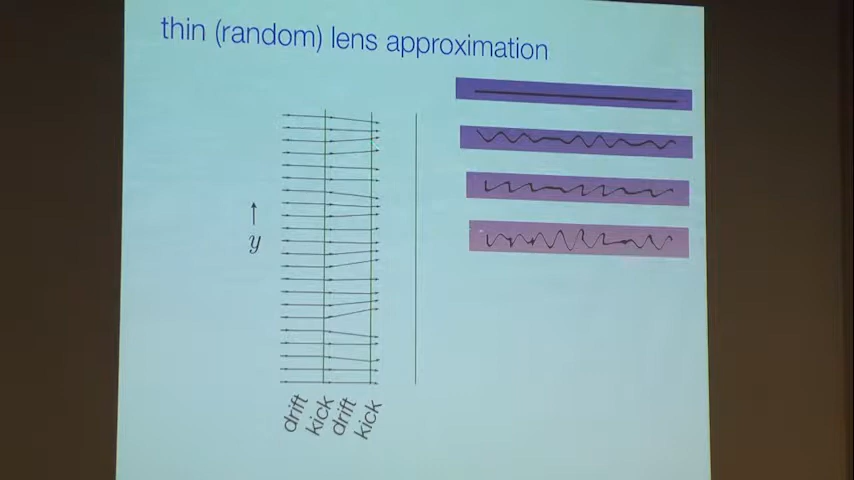 thin (random) lens approximation
y
drift
kick
drift
kick